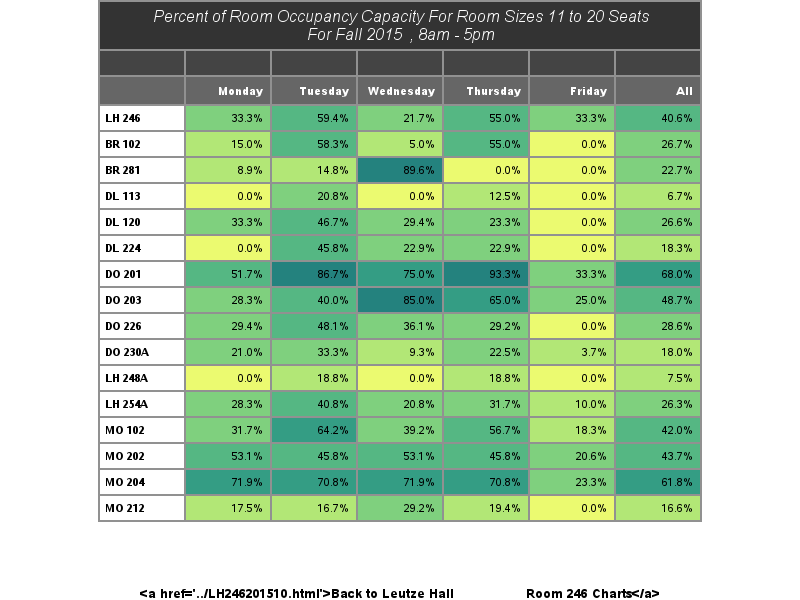 Percent of Room Occupancy Capacity For Room Sizes 11 to 20 Seats
For Fall 2015 , 8am - 5pm
Monday Tuesday Wednesday Thursday Friday All
LH 246 33.3% 59.4% 21.7% 55.0% 33.3% 40.6%
BR 102 15.0% 58.3% 5.0% 55.0% 0.0% 26.7%
BR 281 8.9% 14.8% 89.6% 0.0% 0.0% 22.7%
DL 113 0.0% 20.8% 0.0% 12.5% 0.0% 6.7%
DL 120 33.3% 46.7% 29.4% 23.3% 0.0% 26.6%
DL 224 0.0% 45.8% 22.9% 22.9% 0.0% 18.3%
DO 201 51.7% 86.7% 75.0% 93.3% 33.3% 68.0%
DO 203 28.3% 40.0% 85.0% 65.0% 25.0% 48.7%
DO 226 29.4% 48.1% 36.1% 29.2% 0.0% 28.6%
DO 230A 21.0% 33.3% 9.3% 22.5% 3.7% 18.0%
LH 248A 0.0% 18.8% 0.0% 18.8% 0.0% 7.5%
LH 254A 28.3% 40.8% 20.8% 31.7% 10.0% 26.3%
MO 102 31.7% 64.2% 39.2% 56.7% 18.3% 42.0%
MO 202 53.1% 45.8% 53.1% 45.8% 20.6% 43.7%
MO 204 71.9% 70.8% 71.9% 70.8% 23.3% 61.8%
MO 212 17.5% 16.7% 29.2% 19.4% 0.0% 16.6%
<a href='../LH246201510.html'>Back to Leutze Hall Room 246 Charts</a>